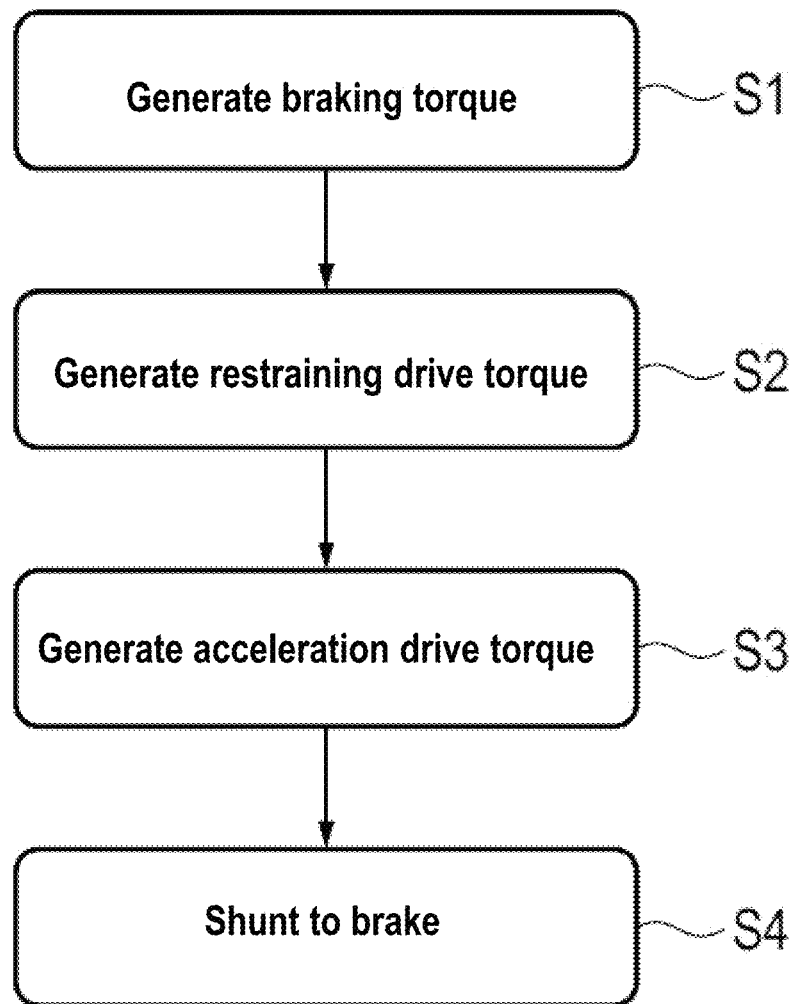 Generate braking torque S1
Generate restraining drive torque S2
Generate acceleration drive torque S3
Shunt to brake S4